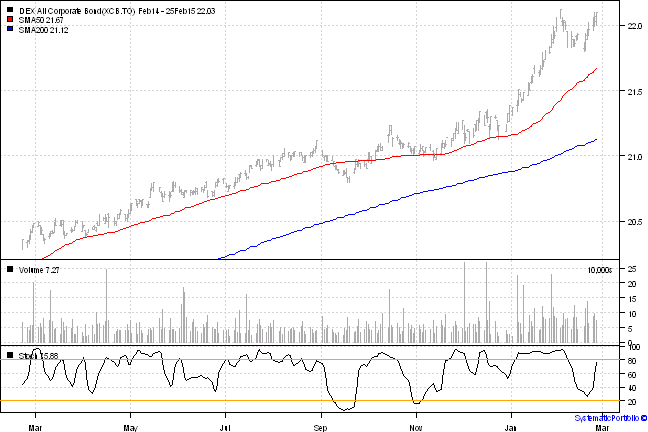 DEX All Corporate Bond(XCB.TO) Feb14 - 25Feb15 22.03
SMA50 21.67
SMA200 21.12
22.0
21.5
21.0
20.5
Volume 7.27
10,000s
25
20
15
10
5
0
Stoch
100
80
60
40
20
Mar May Jul Sep Nov Jan Mar
SystematicPortfolio ©